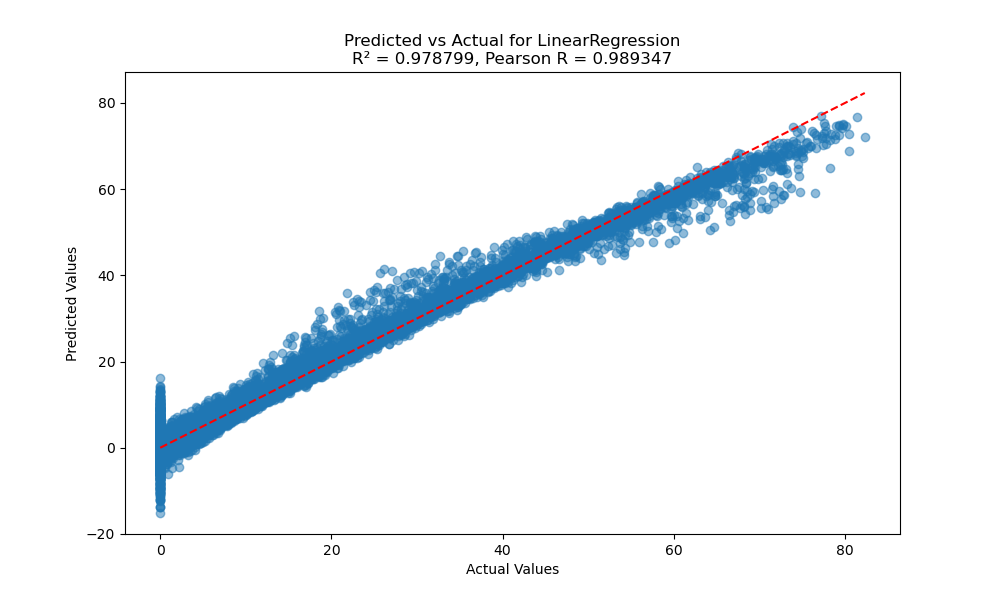 Predicted vs Actual for LinearRegression
R² = 0.978799, Pearson R = 0.989347
80
60
40
20
0
−20
Predicted Values
0 20 40 60 80
Actual Values